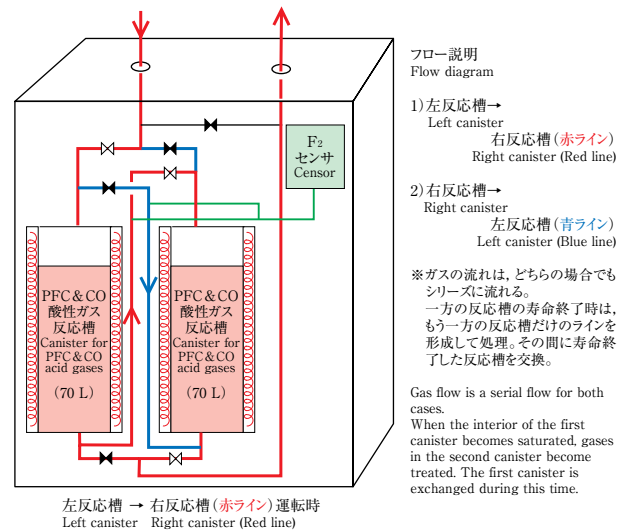 F₂
センサ
Censor
PFC&CO
酸性ガス
反応槽
Canister for
PFC&CO
acid gases
(70 L)
PFC&CO
酸性ガス
反応槽
Canister for
PFC&CO
acid gases
(70 L)
左反応槽 → 右反応槽(赤ライン)運転時
Left canister Right canister (Red line)
フロー説明
Flow diagram
1)左反応槽→
Left canister
右反応槽(赤ライン)
Right canister (Red line)
2)右反応槽→
Right canister
左反応槽(青ライン)
Left canister (Blue line)
※ガスの流れは，どちらの場合でも
シリーズに流れる。
一方の反応槽の寿命終了時は，
もう一方の反応槽だけのラインを
形成して処理。その間に寿命終
了した反応槽を交換。
Gas flow is a serial flow for both
cases.
When the interior of the first
canister becomes saturated, gases
in the second canister become
treated. The first canister is
exchanged during this time.